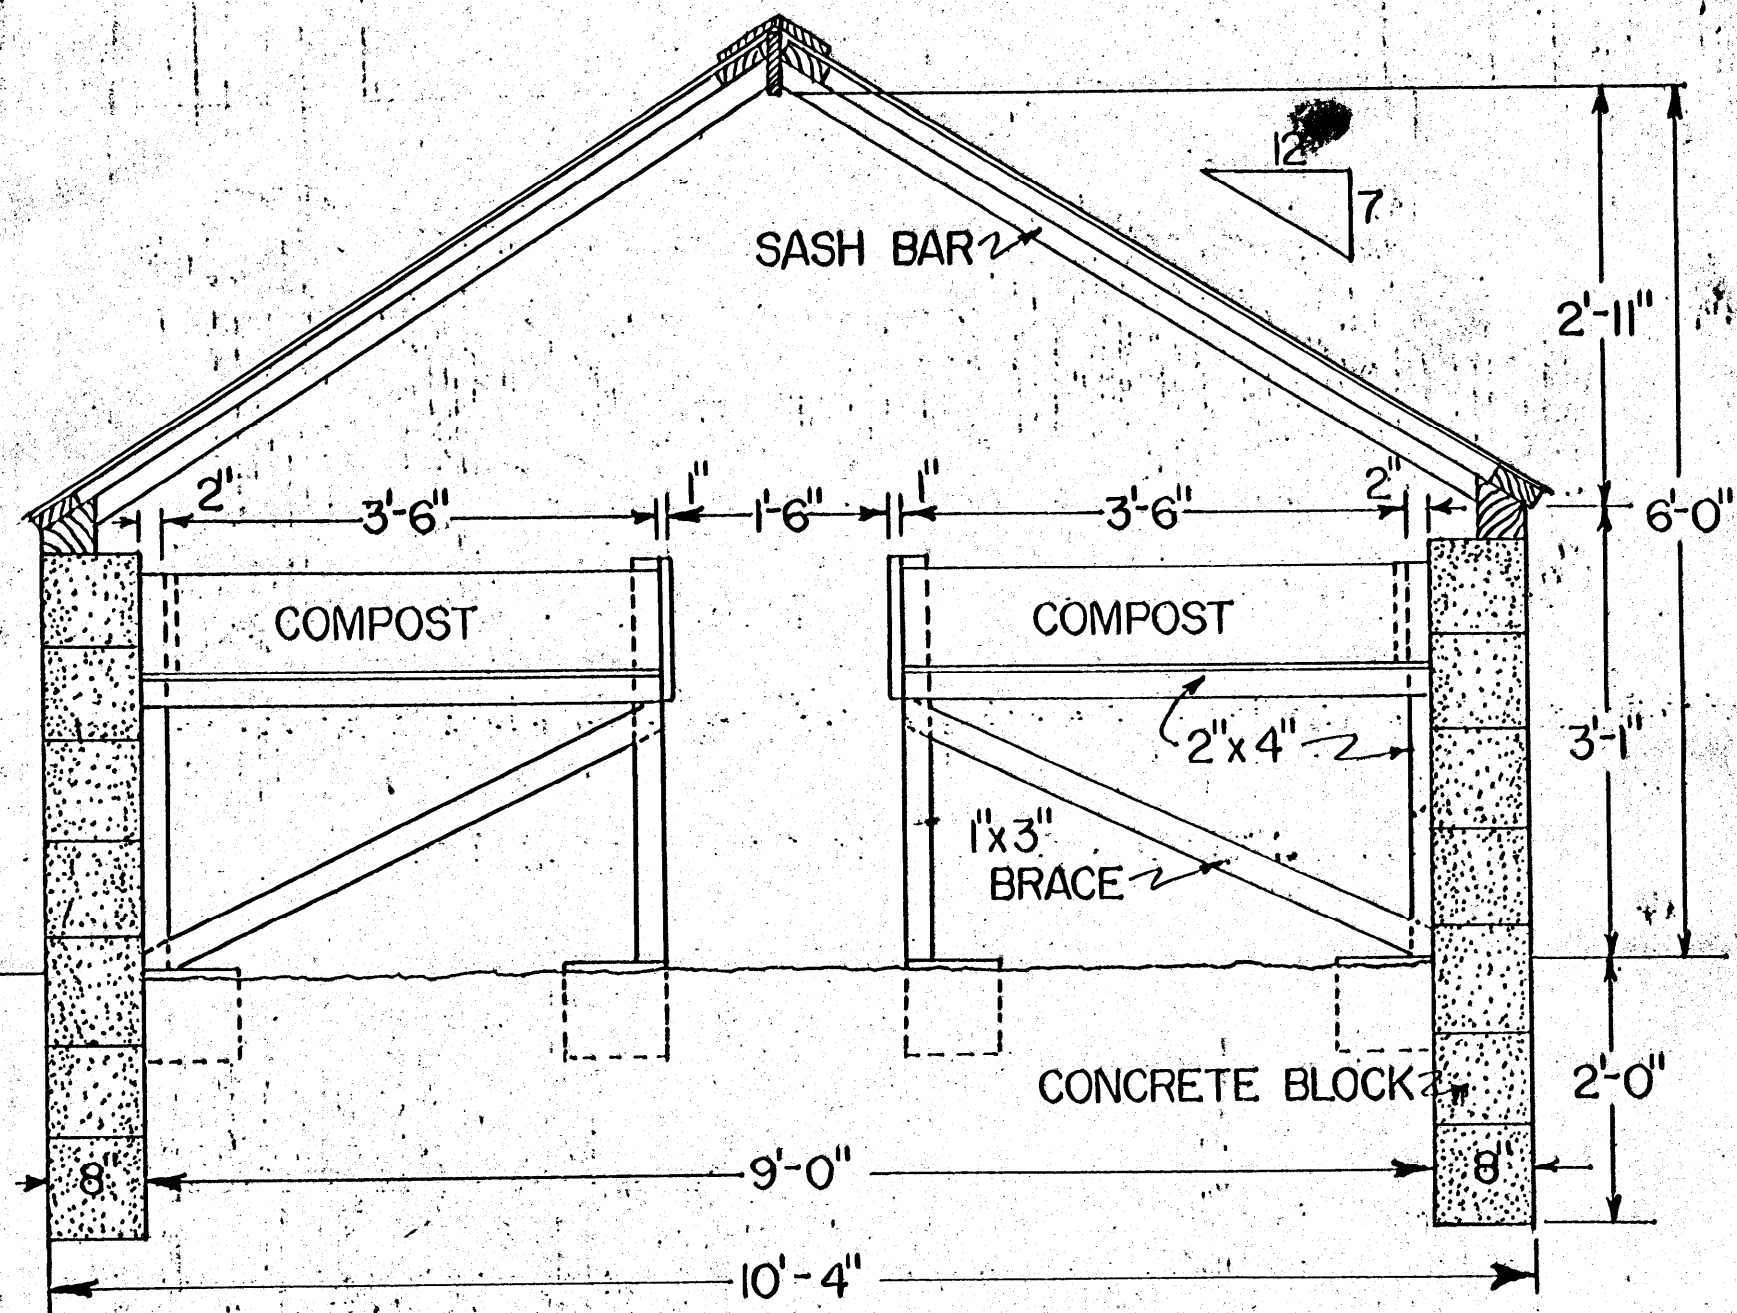 12
7
SASH BAR
2'-11"
2"
3'-6"
1"
1'-6"
1"
3'-6"
2"
6'-0"
COMPOST
COMPOST
2"x4"
3'-1"
1"x3"
BRACE
CONCRETE BLOCK
2'-0"
8"
9'-0"
8"
10'-4"